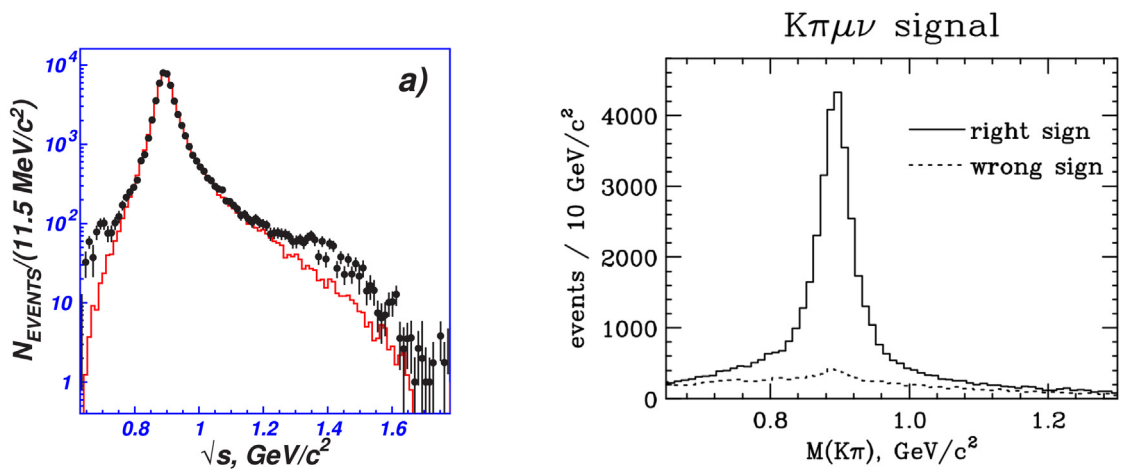 a)
N_EVENTS/(11.5 MeV/c²)
10⁴
10³
10²
10
1
0.8 1 1.2 1.4 1.6
√s, GeV/c²
Kπμν signal
events / 10 GeV/c²
4000
3000
2000
1000
0
right sign
wrong sign
0.8 1.0 1.2
M(Kπ), GeV/c²